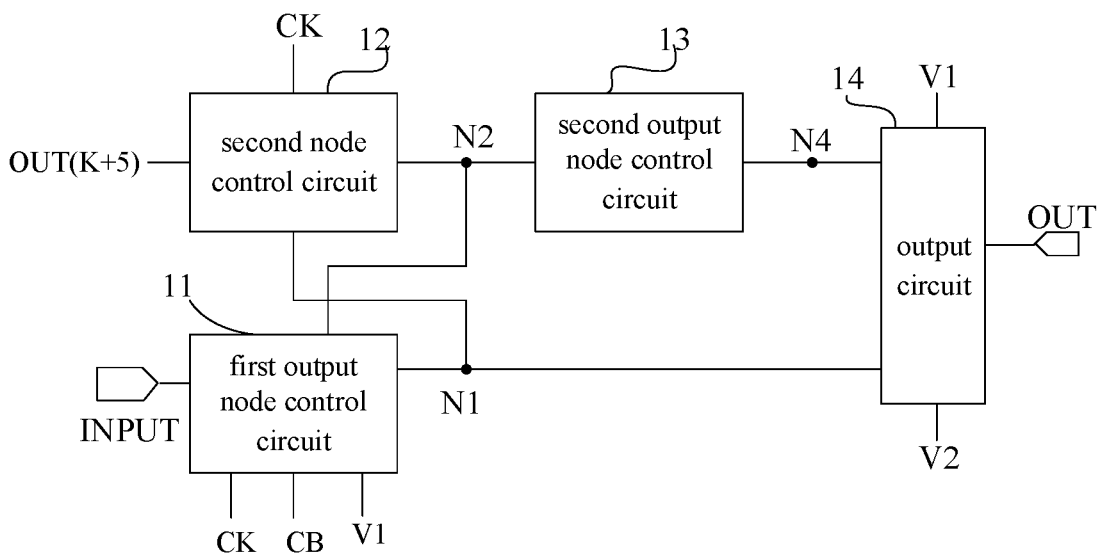 CK
12
13
14
V1
second node
control circuit
OUT(K+5)
N2
second output
node control
circuit
N4
OUT
output
circuit
11
first output
node control
circuit
INPUT
N1
V2
CK
CB
V1